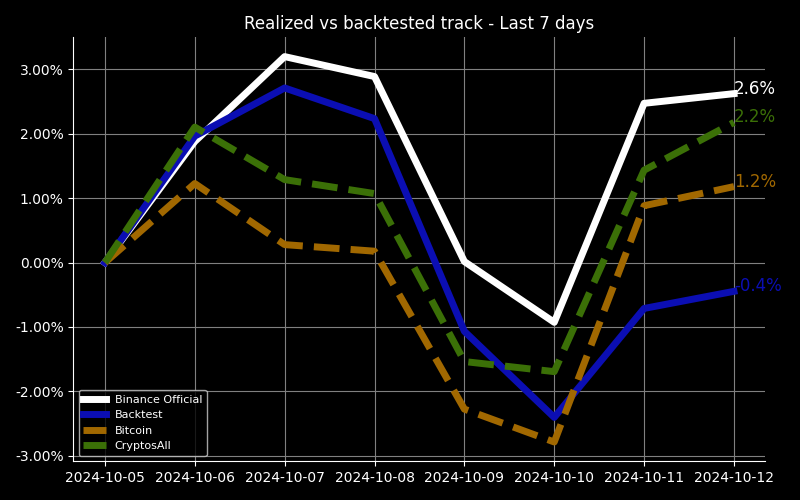 Realized vs backtested track - Last 7 days
3.00%
2.00%
1.00%
0.00%
-1.00%
-2.00%
-3.00%
2.6%
2.2%
1.2%
-0.4%
Binance Official
Backtest
Bitcoin
CryptosAll
2024-10-05 2024-10-06 2024-10-07 2024-10-08 2024-10-09 2024-10-10 2024-10-11 2024-10-12